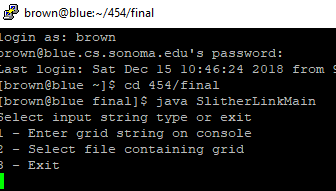 brown@blue:~/454/final
login as: brown
brown@blue.cs.sonoma.edu's password:
Last login: Sat Dec 15 10:46:24 2018 from 9
[brown@blue ~]$ cd 454/final
[brown@blue final]$ java SlitherLinkMain
Select input string type or exit
1 - Enter grid string on console
2 - Select file containing grid
3 - Exit